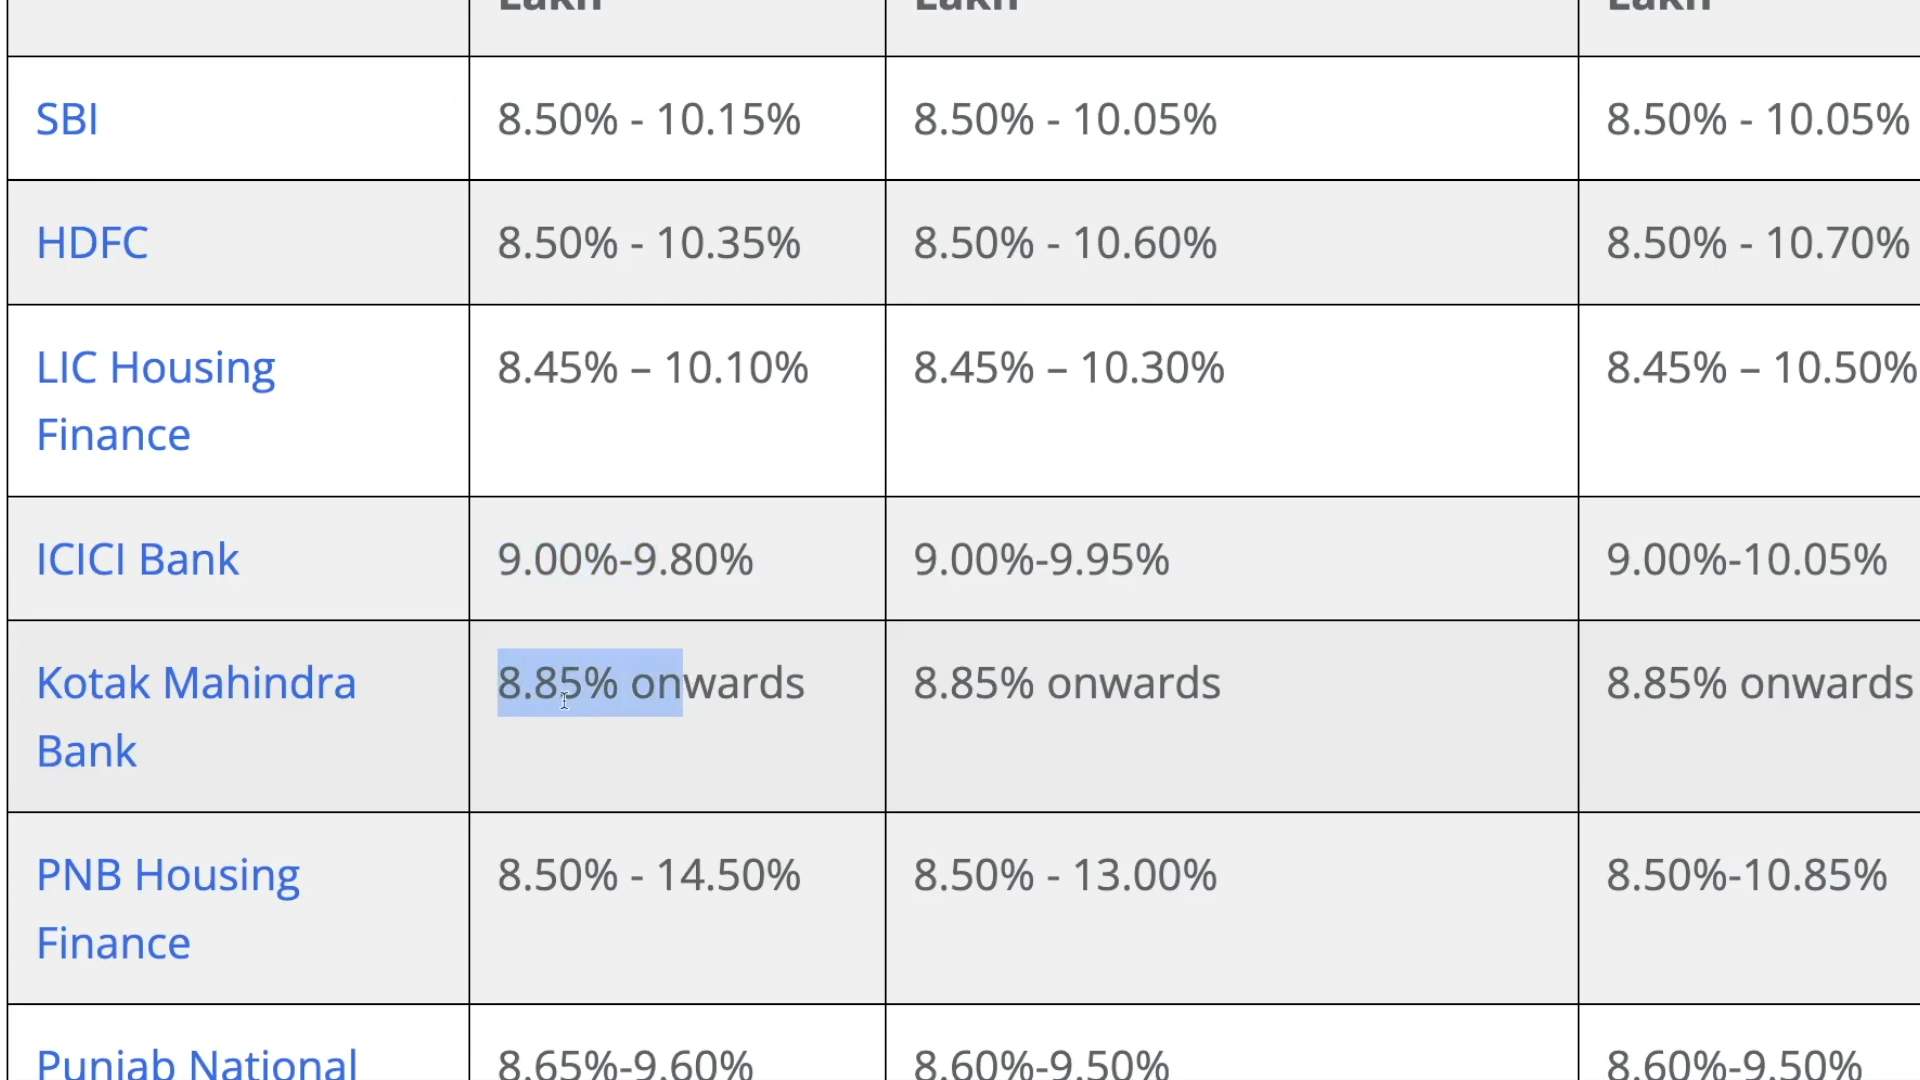 Lakh Lakh Lakh
SBI 8.50% - 10.15% 8.50% - 10.05% 8.50% - 10.05%
HDFC 8.50% - 10.35% 8.50% - 10.60% 8.50% - 10.70%
LIC Housing 8.45% – 10.10% 8.45% – 10.30% 8.45% – 10.50%
Finance
ICICI Bank 9.00%-9.80% 9.00%-9.95% 9.00%-10.05%
Kotak Mahindra 8.85% onwards 8.85% onwards 8.85% onwards
Bank
PNB Housing 8.50% - 14.50% 8.50% - 13.00% 8.50%-10.85%
Finance
Punjab National 8.65%-9.60% 8.60%-9.50% 8.60%-9.50%